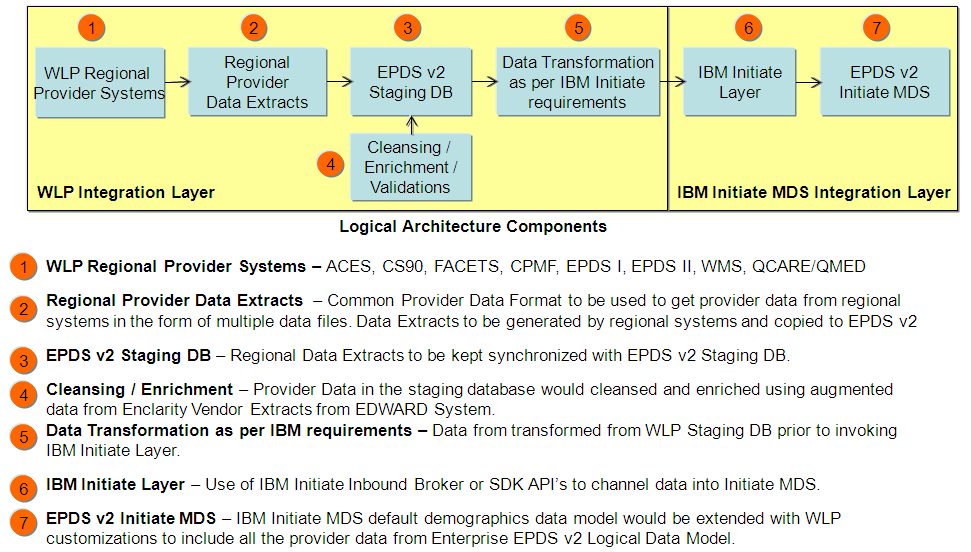 1
2
3
5
6
7
WLP Regional
Provider Systems
Regional
Provider
Data Extracts
EPDS v2
Staging DB
Data Transformation
as per IBM Initiate
requirements
IBM Initiate
Layer
EPDS v2
Initiate MDS
4
Cleansing /
Enrichment /
Validations
WLP Integration Layer
IBM Initiate MDS Integration Layer
Logical Architecture Components
1 WLP Regional Provider Systems – ACES, CS90, FACETS, CPMF, EPDS I, EPDS II, WMS, QCARE/QMED
2 Regional Provider Data Extracts – Common Provider Data Format to be used to get provider data from regional
systems in the form of multiple data files. Data Extracts to be generated by regional systems and copied to EPDS v2
3 EPDS v2 Staging DB – Regional Data Extracts to be kept synchronized with EPDS v2 Staging DB.
4 Cleansing / Enrichment – Provider Data in the staging database would cleansed and enriched using augmented
data from Enclarity Vendor Extracts from EDWARD System.
5 Data Transformation as per IBM requirements – Data from transformed from WLP Staging DB prior to invoking
IBM Initiate Layer.
6 IBM Initiate Layer – Use of IBM Initiate Inbound Broker or SDK API's to channel data into Initiate MDS.
7 EPDS v2 Initiate MDS – IBM Initiate MDS default demographics data model would be extended with WLP
customizations to include all the provider data from Enterprise EPDS v2 Logical Data Model.